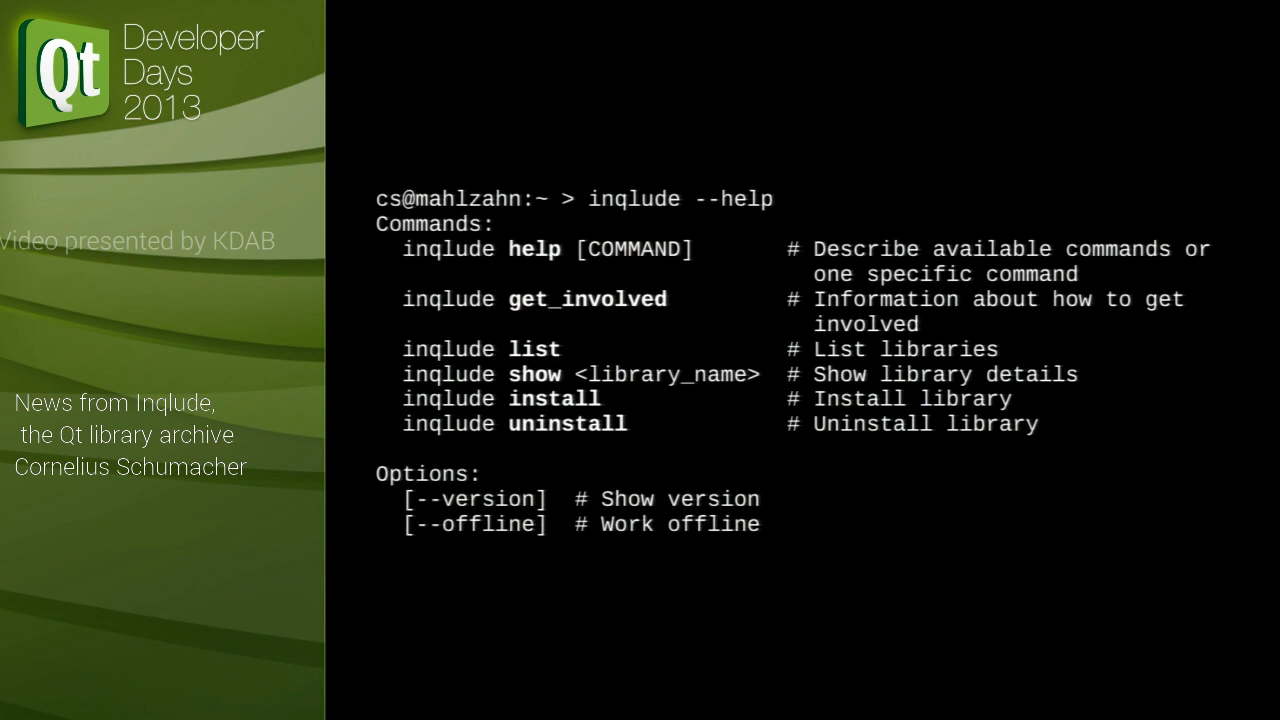 Qt
Developer
Days
2013
Video presented by KDAB
News from Inqlude,
the Qt library archive
Cornelius Schumacher
cs@mahlzahn:~ > inqlude --help
Commands:
inqlude help [COMMAND] # Describe available commands or
one specific command
inqlude get_involved # Information about how to get
involved
inqlude list # List libraries
inqlude show <library_name> # Show library details
inqlude install # Install library
inqlude uninstall # Uninstall library
Options:
[--version] # Show version
[--offline] # Work offline